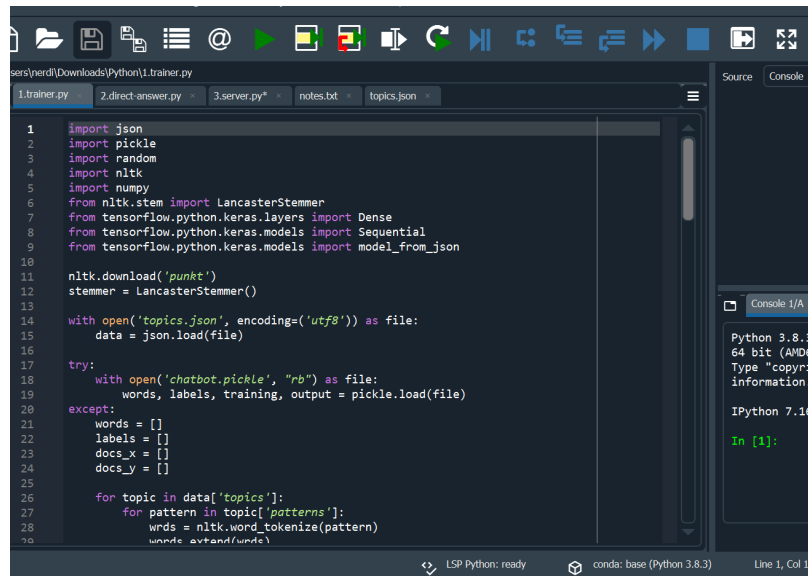 sers\nerdi\Downloads\Python\1.trainer.py
1.trainer.py
2.direct-answer.py
3.server.py*
notes.txt
topics.json
Source
Console
1 import json
2 import pickle
3 import random
4 import nltk
5 import numpy
6 from nltk.stem import LancasterStemmer
7 from tensorflow.python.keras.layers import Dense
8 from tensorflow.python.keras.models import Sequential
9 from tensorflow.python.keras.models import model_from_json
10
11 nltk.download('punkt')
12 stemmer = LancasterStemmer()
13
14 with open('topics.json', encoding=('utf8')) as file:
15     data = json.load(file)
16
17 try:
18     with open('chatbot.pickle', "rb") as file:
19         words, labels, training, output = pickle.load(file)
20 except:
21     words = []
22     labels = []
23     docs_x = []
24     docs_y = []
25
26     for topic in data['topics']:
27         for pattern in topic['patterns']:
28             wrds = nltk.word_tokenize(pattern)
29             words.extend(wrds)
Console 1/A
Python 3.8.3
64 bit (AMD6
Type "copyri
information
IPython 7.16
In [1]:
LSP Python: ready
conda: base (Python 3.8.3)
Line 1, Col 1